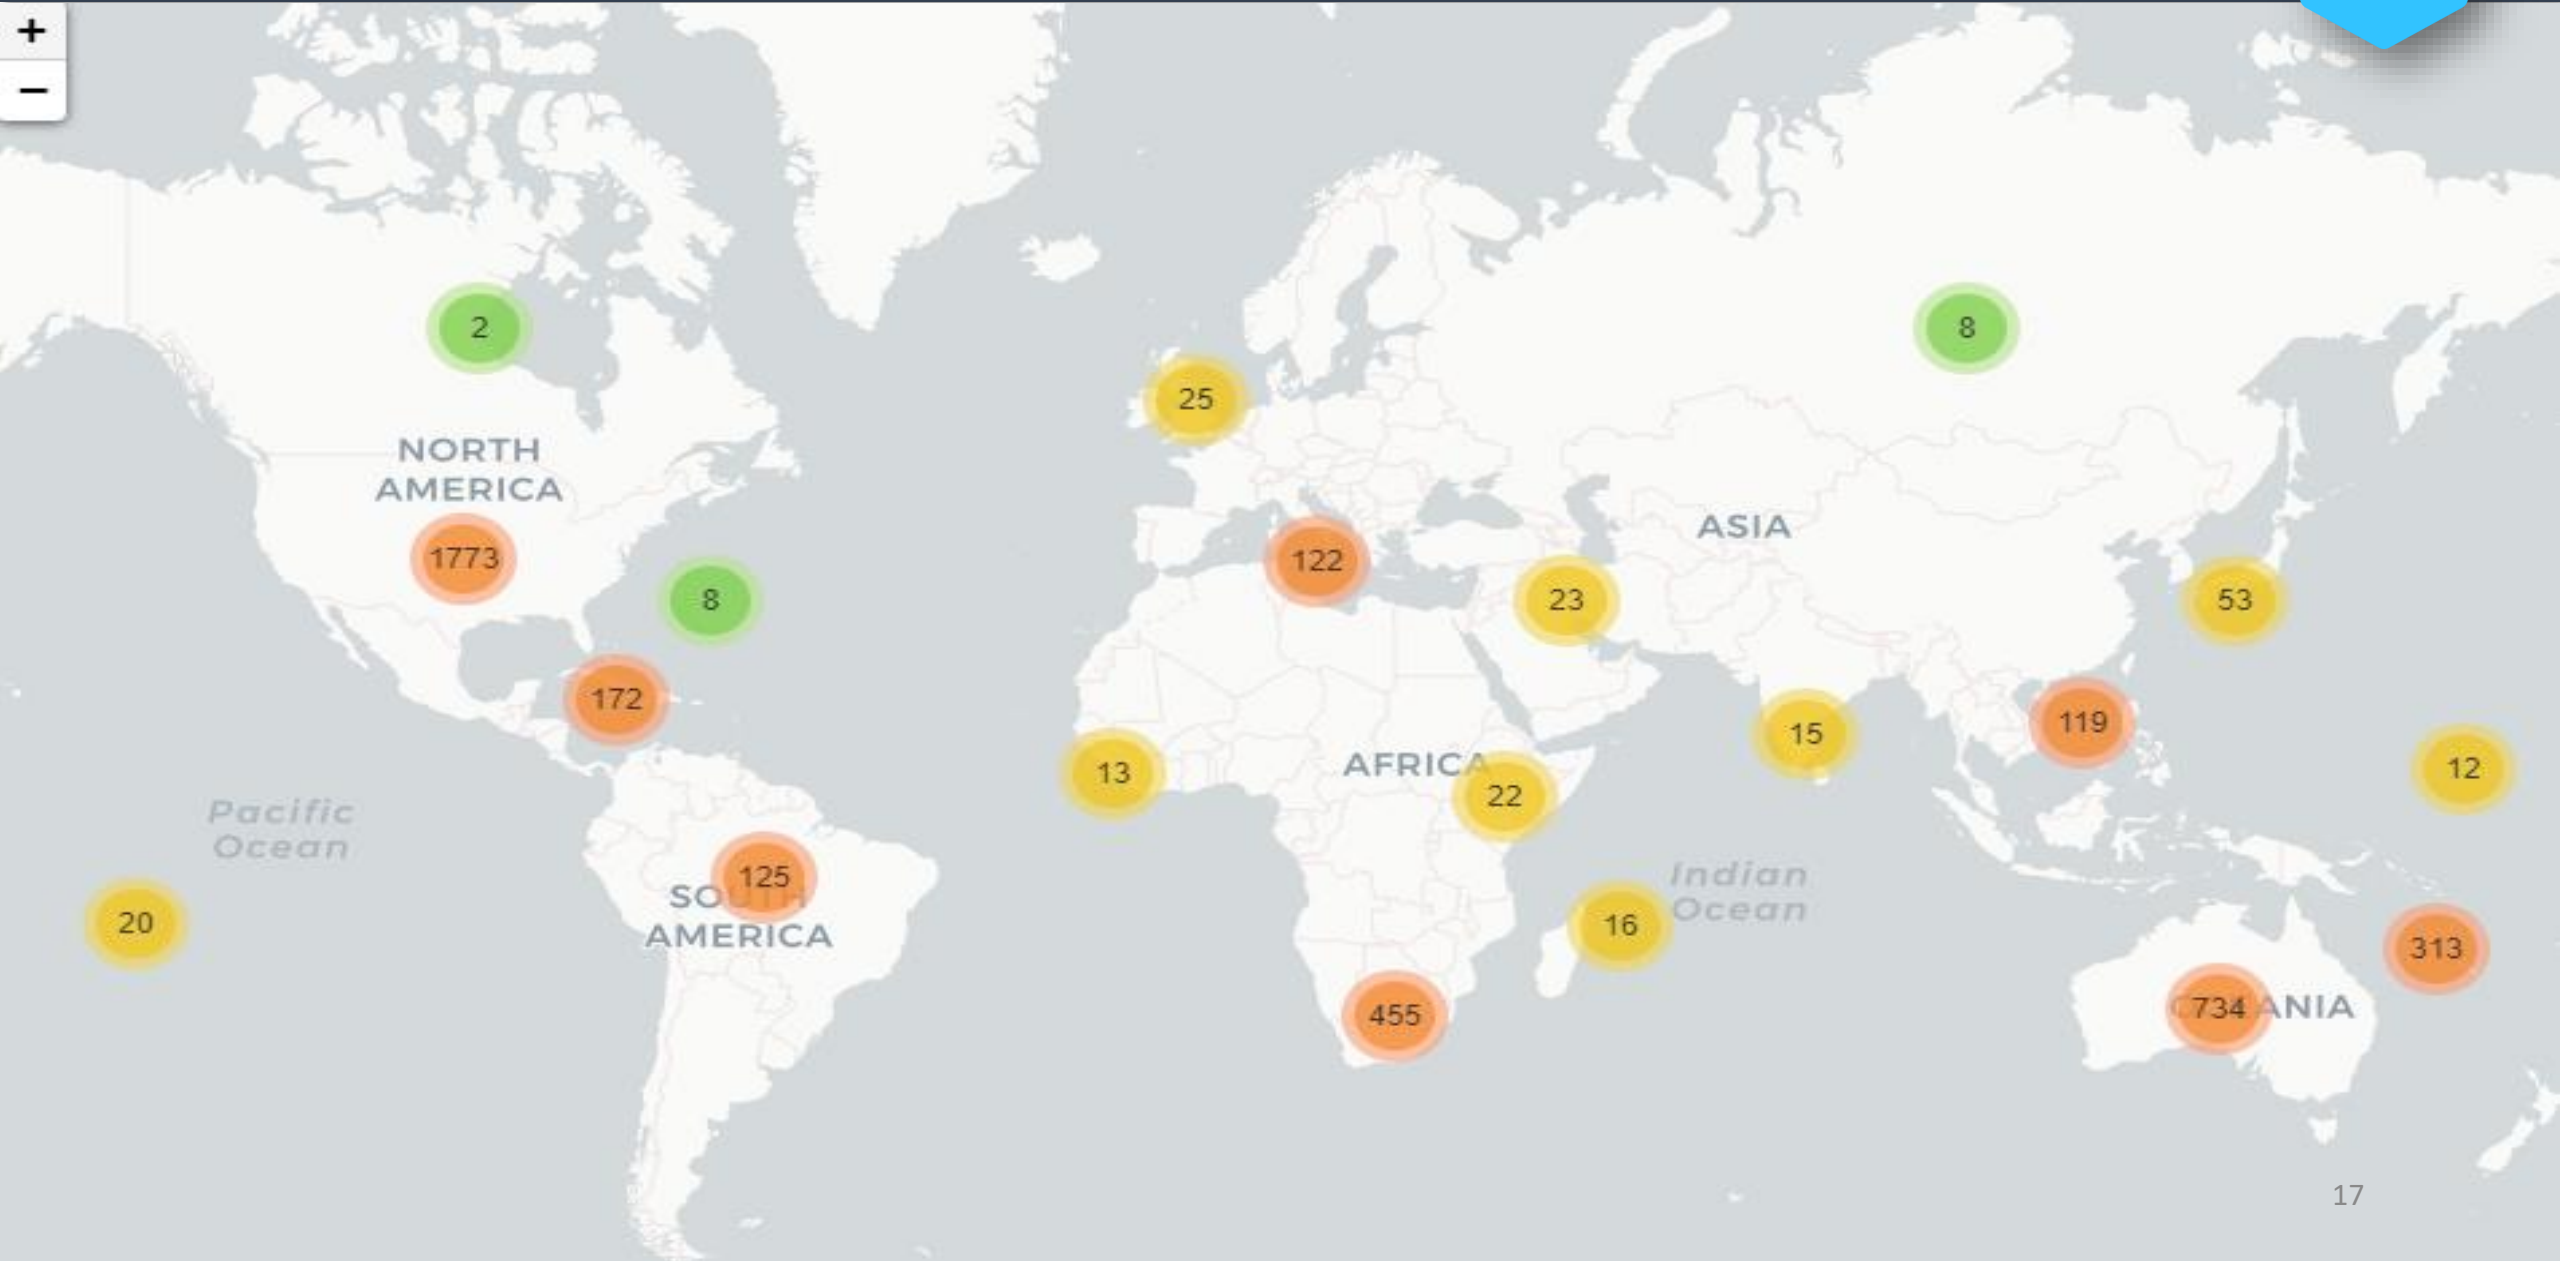 +
−
2
8
25
NORTH
AMERICA
ASIA
1773
122
8
23
53
172
119
15
AFRICA
13
12
22
Pacific
Ocean
125
SOUTH
AMERICA
Indian
Ocean
20
16
313
734
OCEANIA
455
17